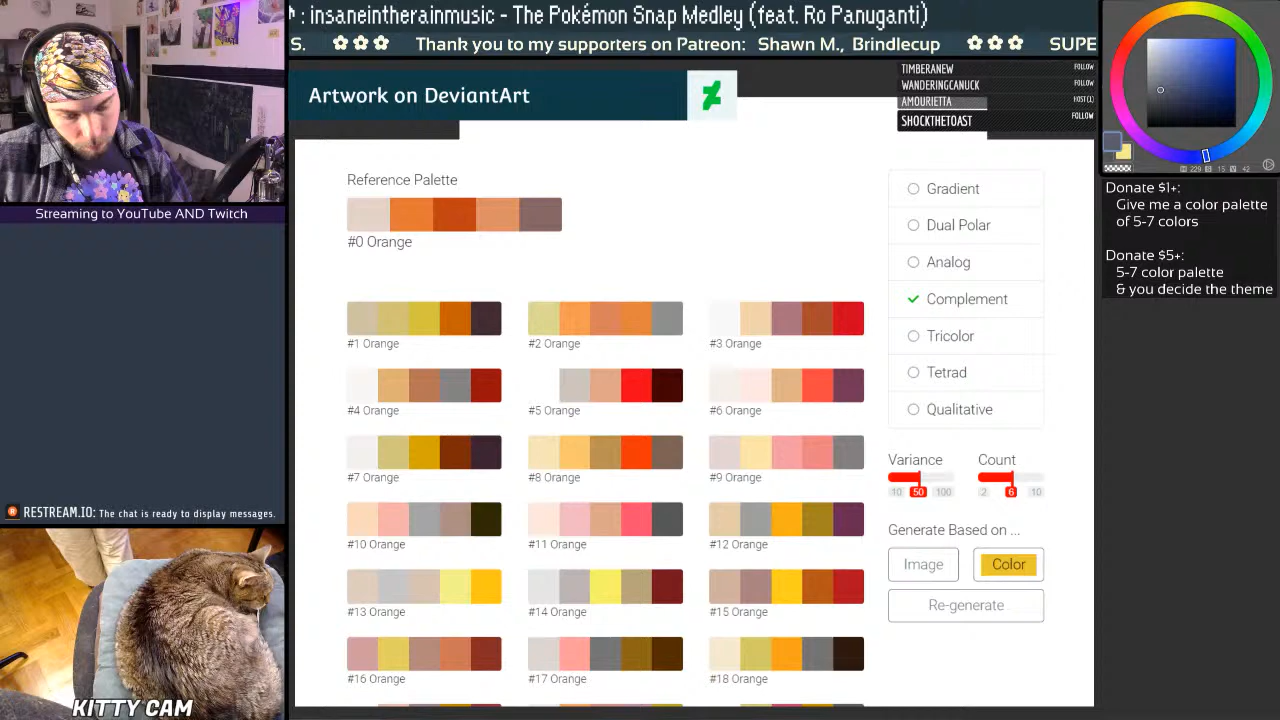 : insaneintherainmusic - The Pokémon Snap Medley (feat. Ro Panuganti)
S. ✿ ✿ ✿ Thank you to my supporters on Patreon: Shawn M., Brindlecup ✿ ✿ ✿ SUPE
Artwork on DeviantArt
TIMBERANEW FOLLOW
WANDERINGCANUCK FOLLOW
AMOURIETTA HOST(1)
SHOCKTHETOAST FOLLOW
229 15 42
Donate $1+:
Give me a color palette
of 5-7 colors
Donate $5+:
5-7 color palette
& you decide the theme
Streaming to YouTube AND Twitch
RESTREAM.IO: The chat is ready to display messages.
KITTY CAM
Reference Palette
#0 Orange
#1 Orange #2 Orange #3 Orange
#4 Orange #5 Orange #6 Orange
#7 Orange #8 Orange #9 Orange
#10 Orange #11 Orange #12 Orange
#13 Orange #14 Orange #15 Orange
#16 Orange #17 Orange #18 Orange
Gradient
Dual Polar
Analog
Complement
Tricolor
Tetrad
Qualitative
Variance Count
10 50 100 2 6 10
Generate Based on ...
Image Color
Re-generate